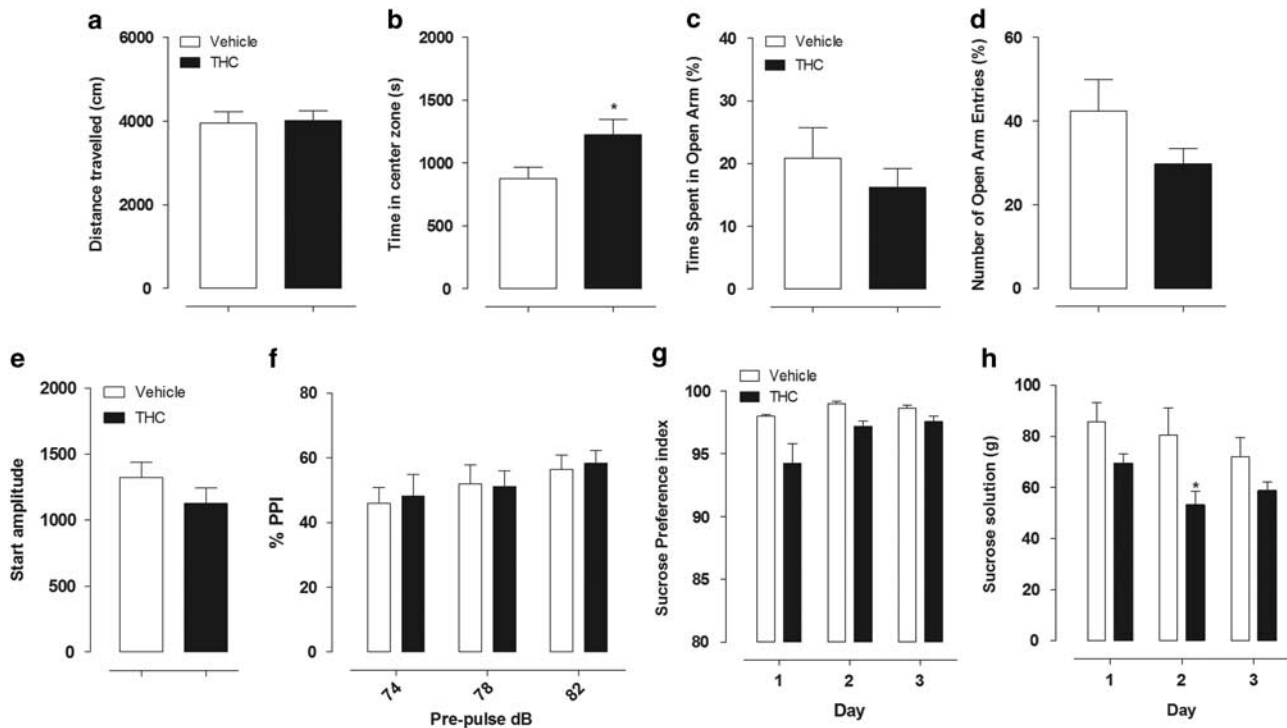 a
Distance travelled (cm)
6000
4000
2000
0
Vehicle
THC
b
Time in center zone (s)
2000
1500
1000
500
0
*
c
Time Spent in Open Arm (%)
40
30
20
10
0
Vehicle
THC
d
Number of Open Arm Entries (%)
60
40
20
0
e
Start amplitude
2000
1500
1000
500
0
Vehicle
THC
f
% PPI
80
60
40
20
0
74 78 82
Pre-pulse dB
g
Sucrose Preference index
100
95
90
85
80
Vehicle
THC
1 2 3
Day
h
Sucrose solution (g)
100
80
60
40
20
0
*
1 2 3
Day